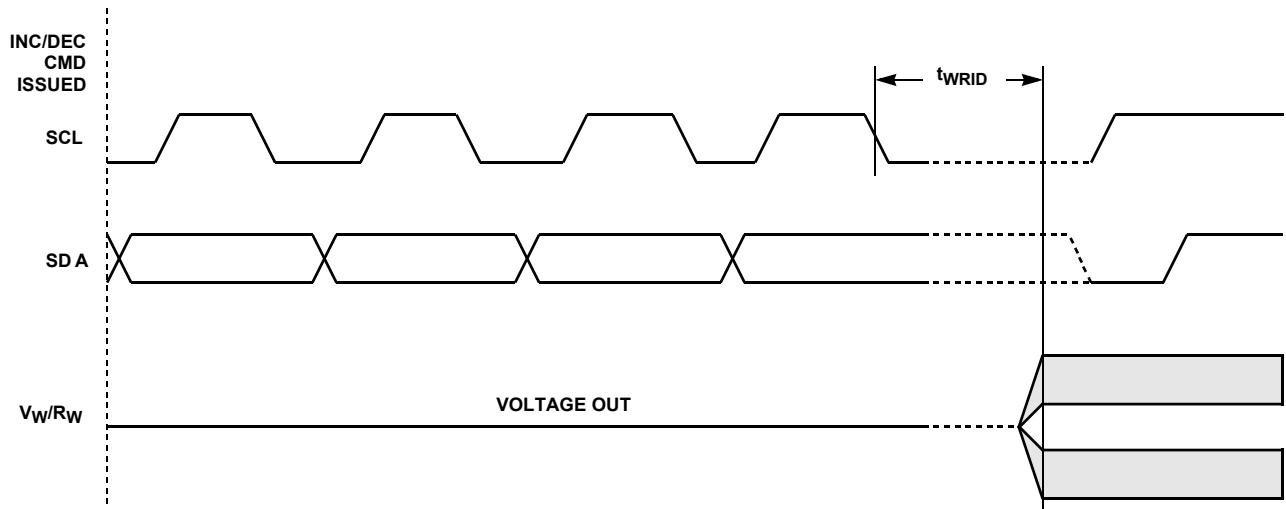 INC/DEC
CMD
ISSUED
tWRID
SCL
SD A
VOLTAGE OUT
VW/RW